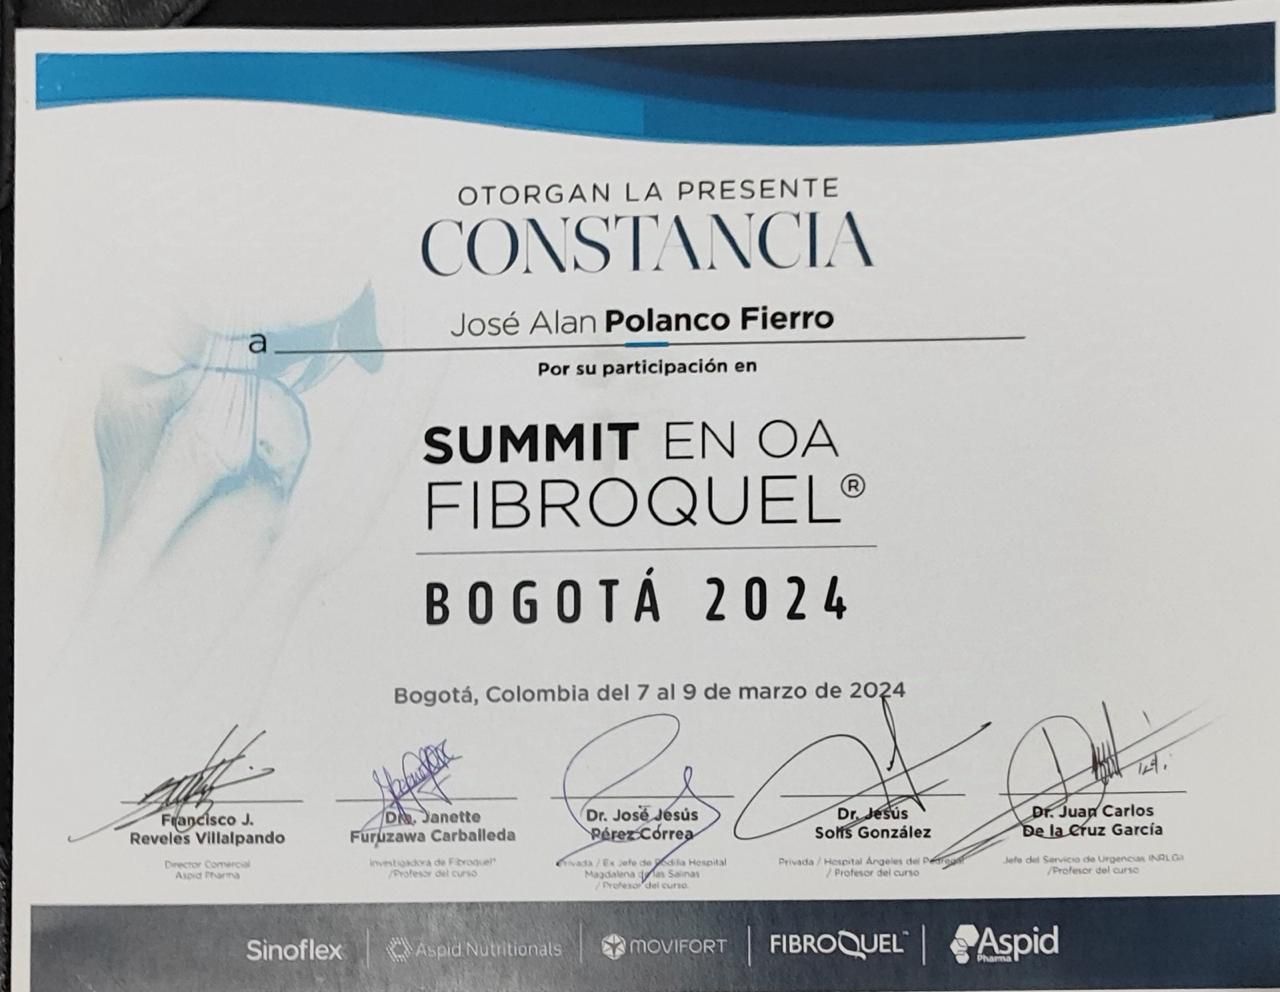 OTORGAN LA PRESENTE
CONSTANCIA
a José Alan Polanco Fierro
Por su participación en
SUMMIT EN OA
FIBROQUEL®
BOGOTÁ 2024
Bogotá, Colombia del 7 al 9 de marzo de 2024
Francisco J.
Reveles Villalpando
Director Comercial
Aspid Pharma
Dra. Janette
Furuzawa Carballeda
Investigadora de Fibroquel®
/Profesor del curso
Dr. José Jesús
Pérez Córrea
Privada / Ex Jefe de Rodilla Hospital
Magdalena de las Salinas
/ Profesor del curso.
Dr. Jesús
Solís González
Privada / Hospital Ángeles del Pedregal
/ Profesor del curso
Dr. Juan Carlos
De la Cruz García
Jefe del Servicio de Urgencias INRLGII
/Profesor del curso
Sinoflex
Aspid Nutritionals
MOVIFORT
FIBROQUEL™
Aspid
Pharma